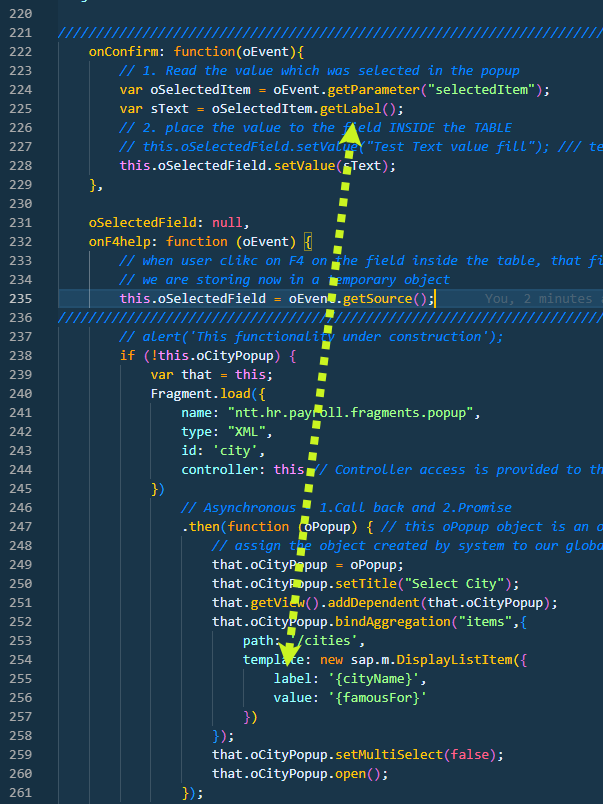 220
221 ////////////////////////////////////////////////////////////////////////
222 onConfirm: function(oEvent){
223 // 1. Read the value which was selected in the popup
224 var oSelectedItem = oEvent.getParameter("selectedItem");
225 var sText = oSelectedItem.getLabel();
226 // 2. place the value to the field INSIDE the TABLE
227 // this.oSelectedField.setValue("Test Text value fill"); /// te
228 this.oSelectedField.setValue(sText);
229 },
230
231 oSelectedField: null,
232 onF4help: function (oEvent) {
233 // when user clikc on F4 on the field inside the table, that fi
234 // we are storing now in a temporary object
235 this.oSelectedField = oEvent.getSource(); You, 2 minutes a
236 ////////////////////////////////////////////////////////////////////////
237 // alert('This functionality under construction');
238 if (!this.oCityPopup) {
239 var that = this;
240 Fragment.load({
241 name: "ntt.hr.payroll.fragments.popup",
242 type: "XML",
243 id: 'city',
244 controller: this // Controller access is provided to th
245 })
246 // Asynchronous 1.Call back and 2.Promise
247 .then(function (oPopup) { // this oPopup object is an o
248 // assign the object created by system to our globa
249 that.oCityPopup = oPopup;
250 that.oCityPopup.setTitle("Select City");
251 that.getView().addDependent(that.oCityPopup);
252 that.oCityPopup.bindAggregation("items",{
253 path: '/cities',
254 template: new sap.m.DisplayListItem({
255 label: '{cityName}',
256 value: '{famousFor}'
257 })
258 });
259 that.oCityPopup.setMultiSelect(false);
260 that.oCityPopup.open();
261 });